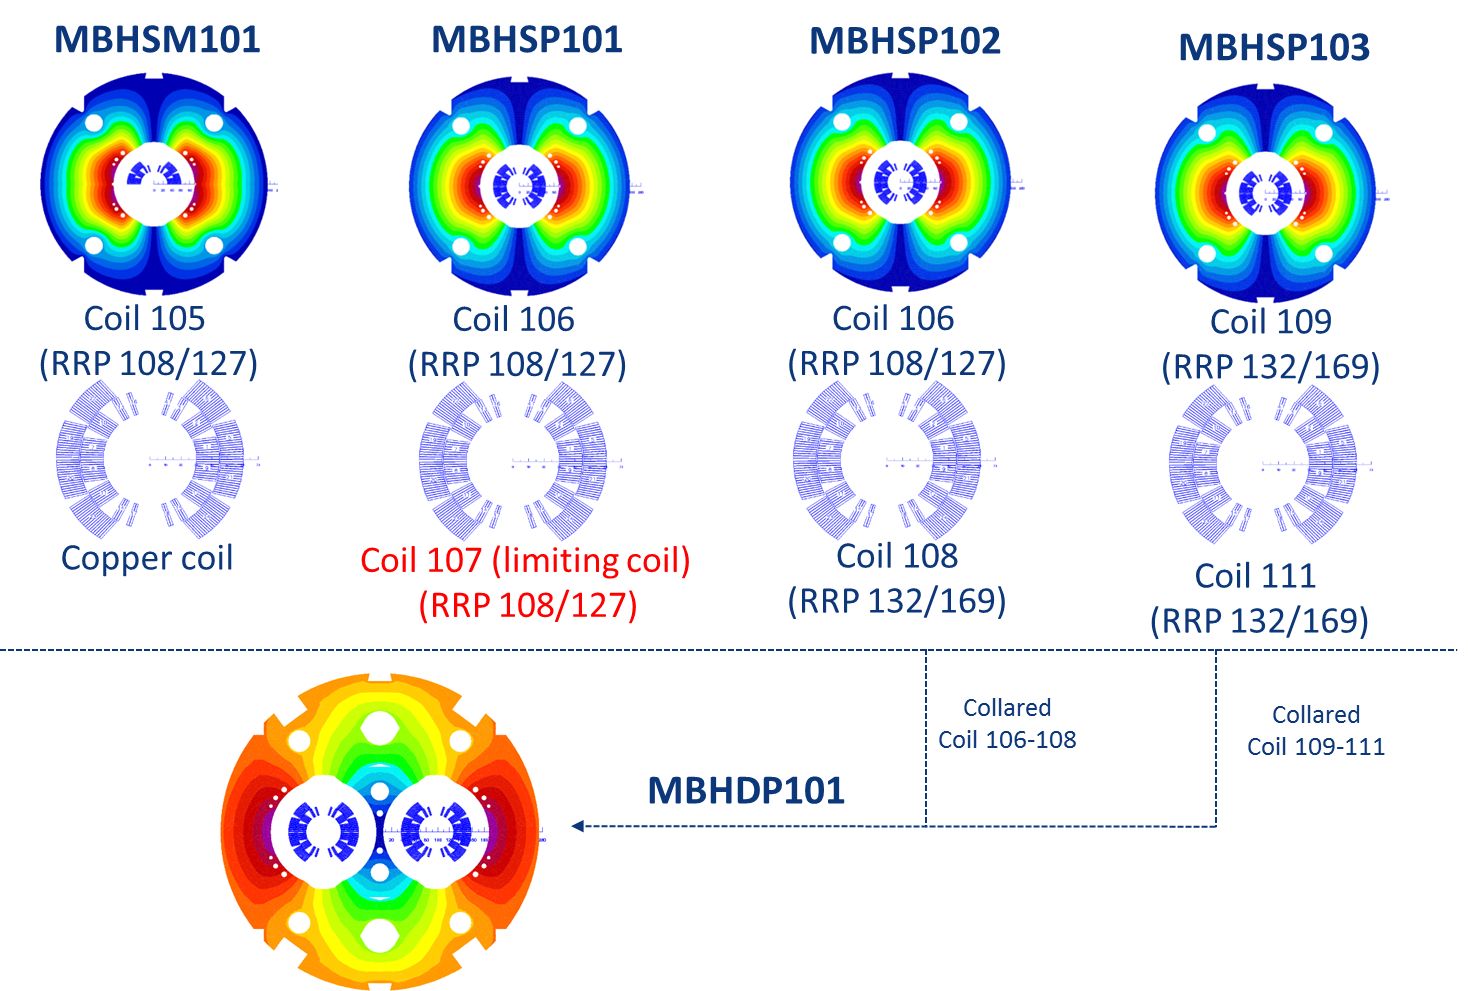 MBHSM101
MBHSP101
MBHSP102
MBHSP103
Coil 105
(RRP 108/127)
Coil 106
(RRP 108/127)
Coil 106
(RRP 108/127)
Coil 109
(RRP 132/169)
Copper coil
Coil 107 (limiting coil)
(RRP 108/127)
Coil 108
(RRP 132/169)
Coil 111
(RRP 132/169)
Collared
Coil 106-108
Collared
Coil 109-111
MBHDP101